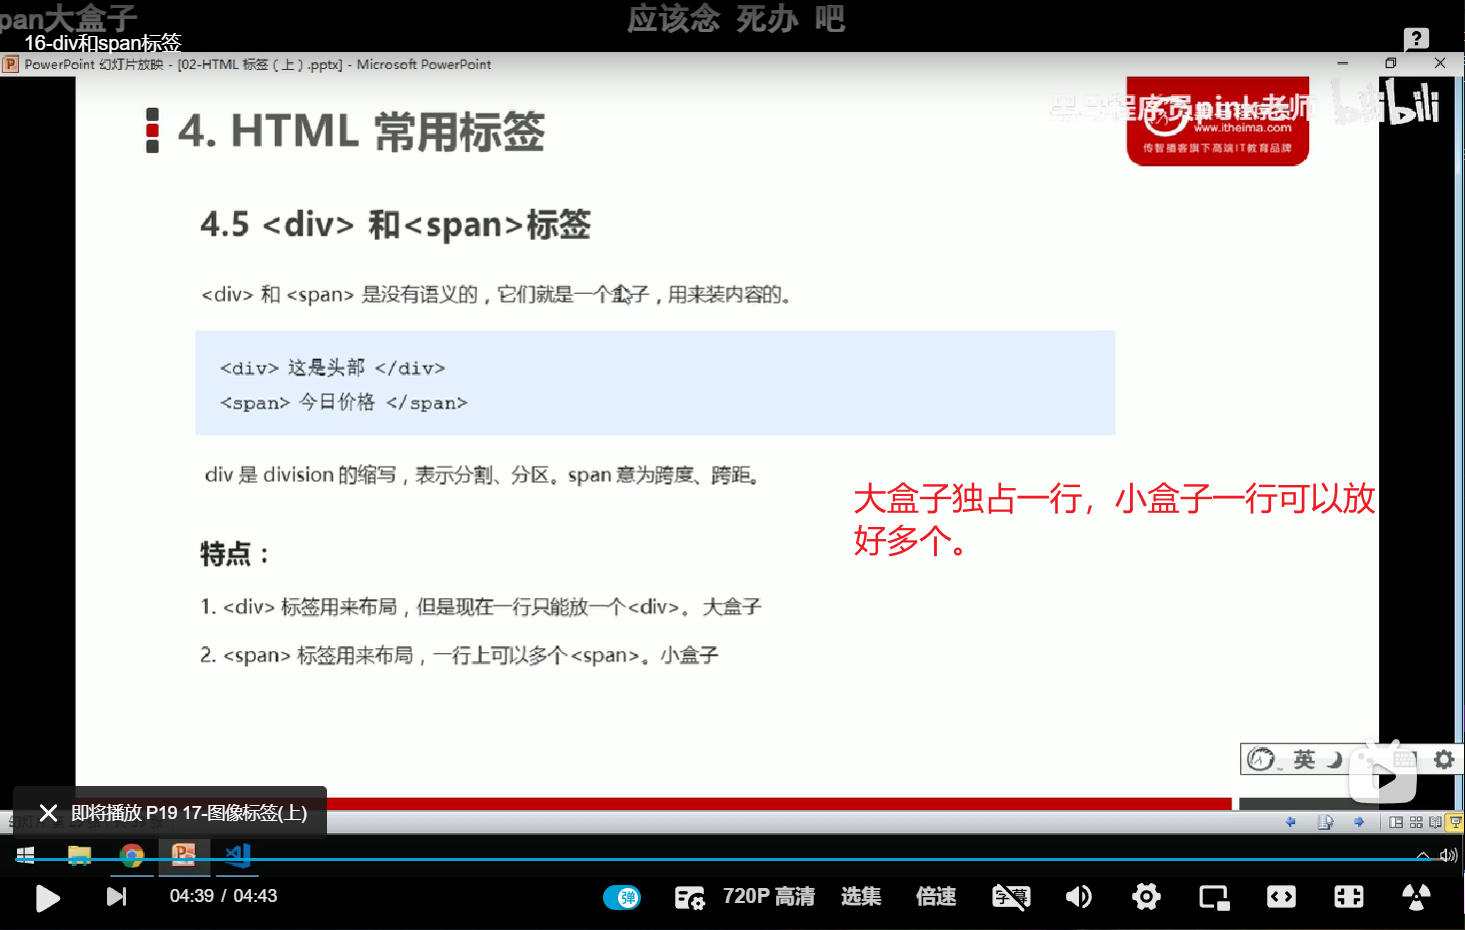 pan大盒子
应该念 死办 吧
16-div和span标签
PowerPoint 幻灯片放映 - [02-HTML 标签（上）.pptx] - Microsoft PowerPoint
黑马程序员pink老师
bilibili
www.itheima.com
传智播客旗下高端IT教育品牌
4. HTML 常用标签
4.5 <div> 和<span>标签
<div> 和 <span> 是没有语义的，它们就是一个盒子，用来装内容的。
<div> 这是头部 </div>
<span> 今日价格 </span>
div 是 division 的缩写，表示分割、分区。span 意为跨度、跨距。
大盒子独占一行，小盒子一行可以放
好多个。
特点：
1. <div> 标签用来布局，但是现在一行只能放一个<div>。 大盒子
2. <span> 标签用来布局，一行上可以多个<span>。小盒子
英
即将播放 P19 17-图像标签(上)
04:39 / 04:43
弹
720P 高清
选集
倍速
字幕